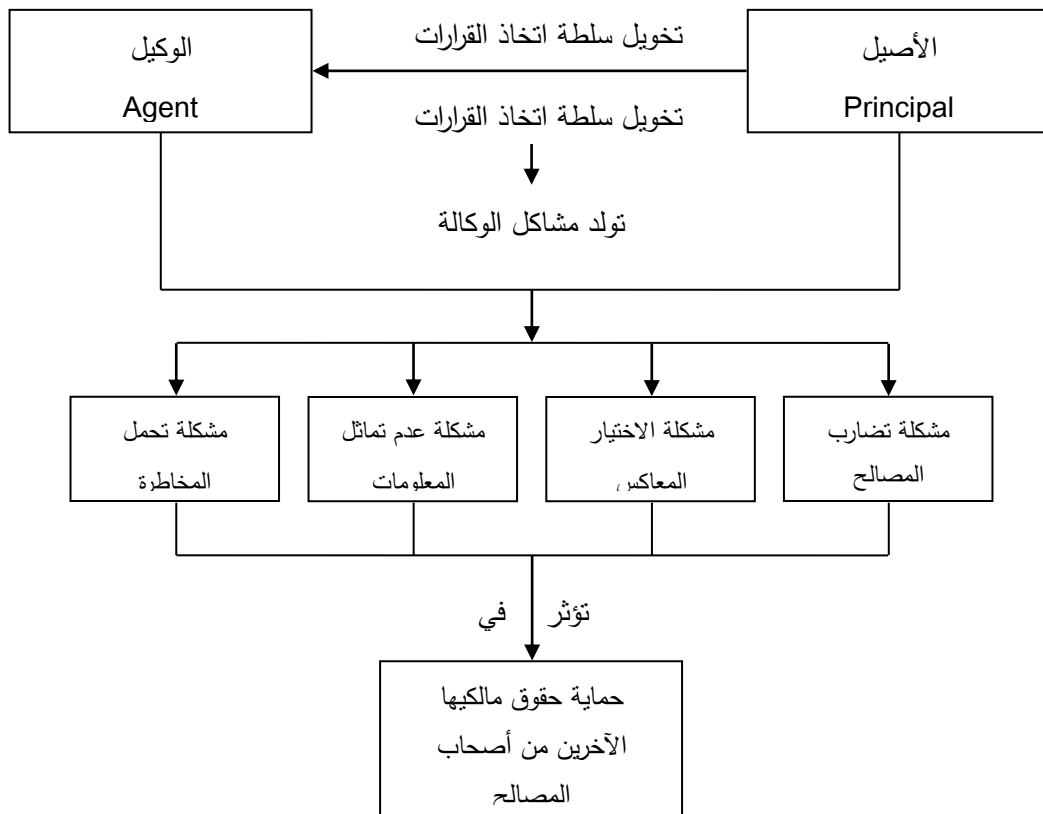 الأصيل
Principal
تخويل سلطة اتخاذ القرارات
الوكيل
Agent
تخويل سلطة اتخاذ القرارات
تولد مشاكل الوكالة
مشكلة تضارب
المصالح
مشكلة الاختيار
المعاكس
مشكلة عدم تماثل
المعلومات
مشكلة تحمل
المخاطرة
تؤثر في
حماية حقوق مالكيها
الآخرين من أصحاب
المصالح